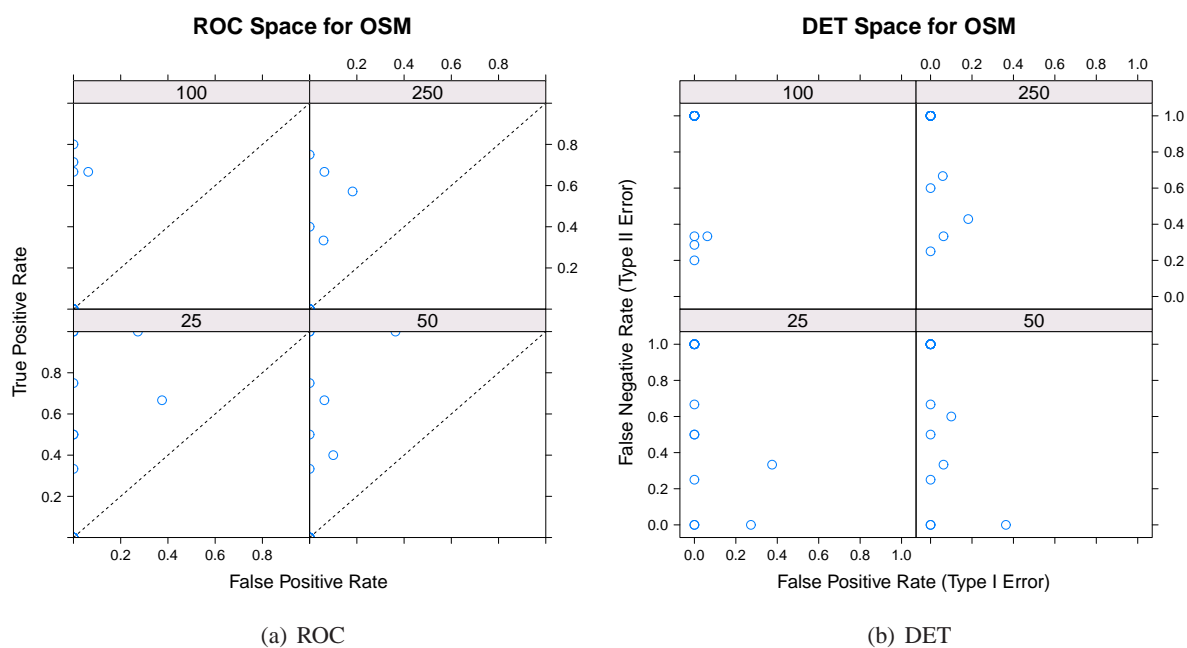 ROC Space for OSM
0.2 0.4 0.6 0.8
100 250
0.8
0.6
0.4
0.2
25 50
0.8
0.6
0.4
0.2
True Positive Rate
0.2 0.4 0.6 0.8
False Positive Rate
(a) ROC
DET Space for OSM
0.0 0.2 0.4 0.6 0.8 1.0
100 250
1.0
0.8
0.6
0.4
0.2
0.0
25 50
1.0
0.8
0.6
0.4
0.2
0.0
False Negative Rate (Type II Error)
0.0 0.2 0.4 0.6 0.8 1.0
False Positive Rate (Type I Error)
(b) DET